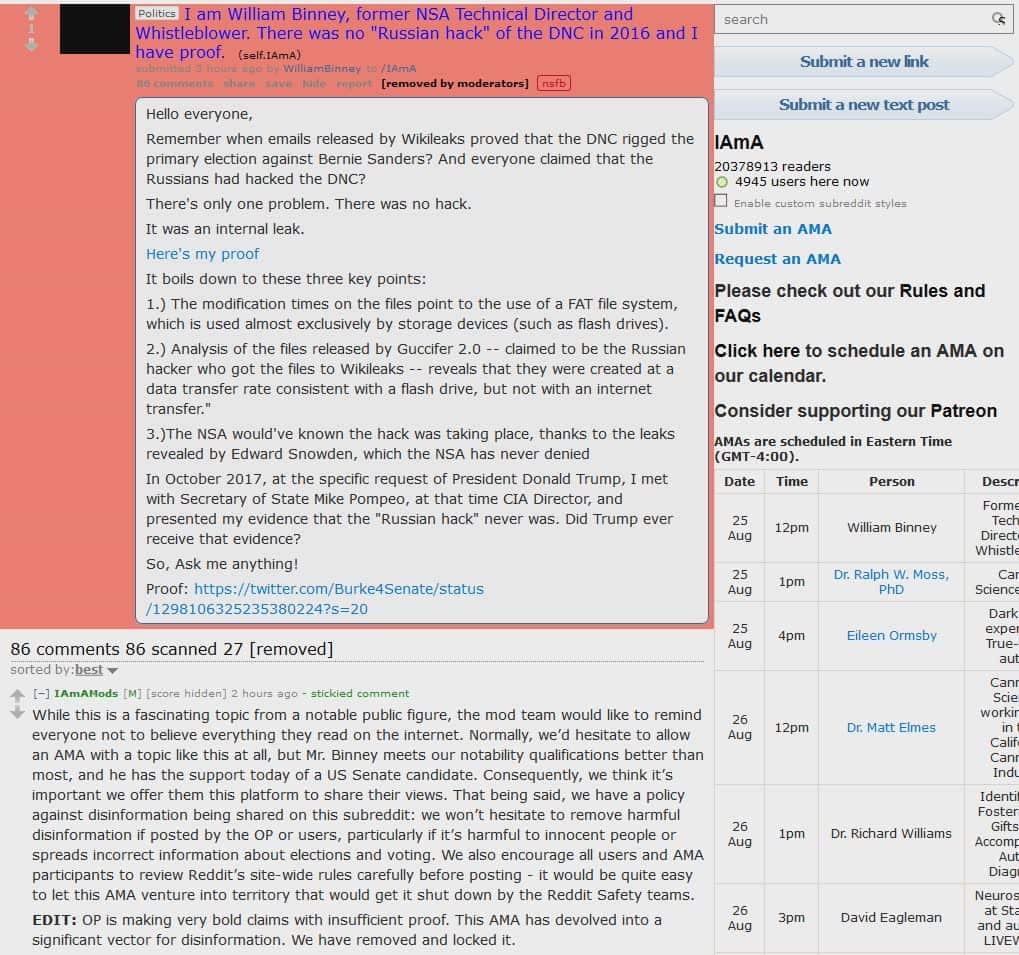 1
Politics I am William Binney, former NSA Technical Director and
Whistleblower. There was no "Russian hack" of the DNC in 2016 and I
have proof. (self.IAmA)
submitted 3 hours ago by WilliamBinney to /IAmA
86 comments share save hide report [removed by moderators] nsfb
Hello everyone,
Remember when emails released by Wikileaks proved that the DNC rigged the
primary election against Bernie Sanders? And everyone claimed that the
Russians had hacked the DNC?
There's only one problem. There was no hack.
It was an internal leak.
Here's my proof
It boils down to these three key points:
1.) The modification times on the files point to the use of a FAT file system,
which is used almost exclusively by storage devices (such as flash drives).
2.) Analysis of the files released by Guccifer 2.0 -- claimed to be the Russian
hacker who got the files to Wikileaks -- reveals that they were created at a
data transfer rate consistent with a flash drive, but not with an internet
transfer."
3.)The NSA would've known the hack was taking place, thanks to the leaks
revealed by Edward Snowden, which the NSA has never denied
In October 2017, at the specific request of President Donald Trump, I met
with Secretary of State Mike Pompeo, at that time CIA Director, and
presented my evidence that the "Russian hack" never was. Did Trump ever
receive that evidence?
So, Ask me anything!
Proof: https://twitter.com/Burke4Senate/status
/1298106325235380224?s=20
86 comments 86 scanned 27 [removed]
sorted by:best
[–] IAmAMods [M] [score hidden] 2 hours ago - stickied comment
While this is a fascinating topic from a notable public figure, the mod team would like to remind
everyone not to believe everything they read on the internet. Normally, we'd hesitate to allow
an AMA with a topic like this at all, but Mr. Binney meets our notability qualifications better than
most, and he has the support today of a US Senate candidate. Consequently, we think it's
important we offer them this platform to share their views. That being said, we have a policy
against disinformation being shared on this subreddit: we won't hesitate to remove harmful
disinformation if posted by the OP or users, particularly if it's harmful to innocent people or
spreads incorrect information about elections and voting. We also encourage all users and AMA
participants to review Reddit's site-wide rules carefully before posting - it would be quite easy
to let this AMA venture into territory that would get it shut down by the Reddit Safety teams.
EDIT: OP is making very bold claims with insufficient proof. This AMA has devolved into a
significant vector for disinformation. We have removed and locked it.
search
Submit a new link
Submit a new text post
IAmA
20378913 readers
4945 users here now
Enable custom subreddit styles
Submit an AMA
Request an AMA
Please check out our Rules and
FAQs
Click here to schedule an AMA on
our calendar.
Consider supporting our Patreon
AMAs are scheduled in Eastern Time
(GMT-4:00).
Date Time Person Descr
25
Aug
12pm
William Binney
Forme
Tech
Direct
Whistle
25
Aug
1pm
Dr. Ralph W. Moss,
PhD
Can
Science
25
Aug
4pm
Eileen Ormsby
Dark
exper
True-
aut
26
Aug
12pm
Dr. Matt Elmes
Cann
Scie
workin
in t
Calif
Cann
Indu
26
Aug
1pm
Dr. Richard Williams
Identif
Foster
Gifts
Accomp
Aut
Diagn
26
Aug
3pm
David Eagleman
Neuros
at Sta
and au
LIVEW